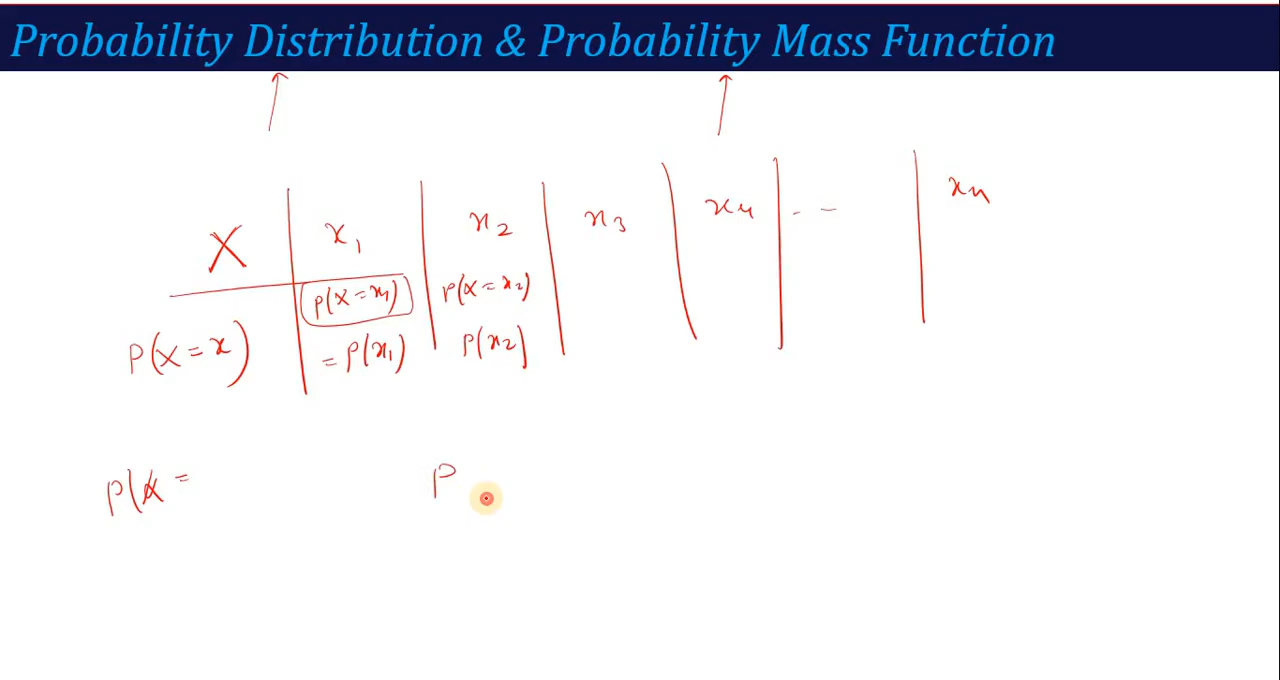 Probability Distribution & Probability Mass Function
X x1 x2 x3 x4 -- xn
P(X=x) P(X=x1) P(X=x2)
=P(x1) P(x2)
P(X= P